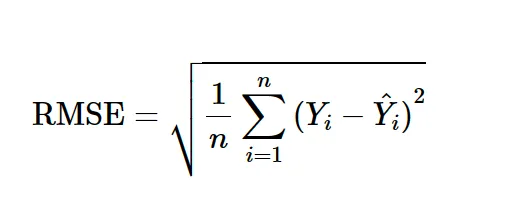 RMSE = √(1/n ∑_{i=1}^{n} (Y_i − Ŷ_i)^2)